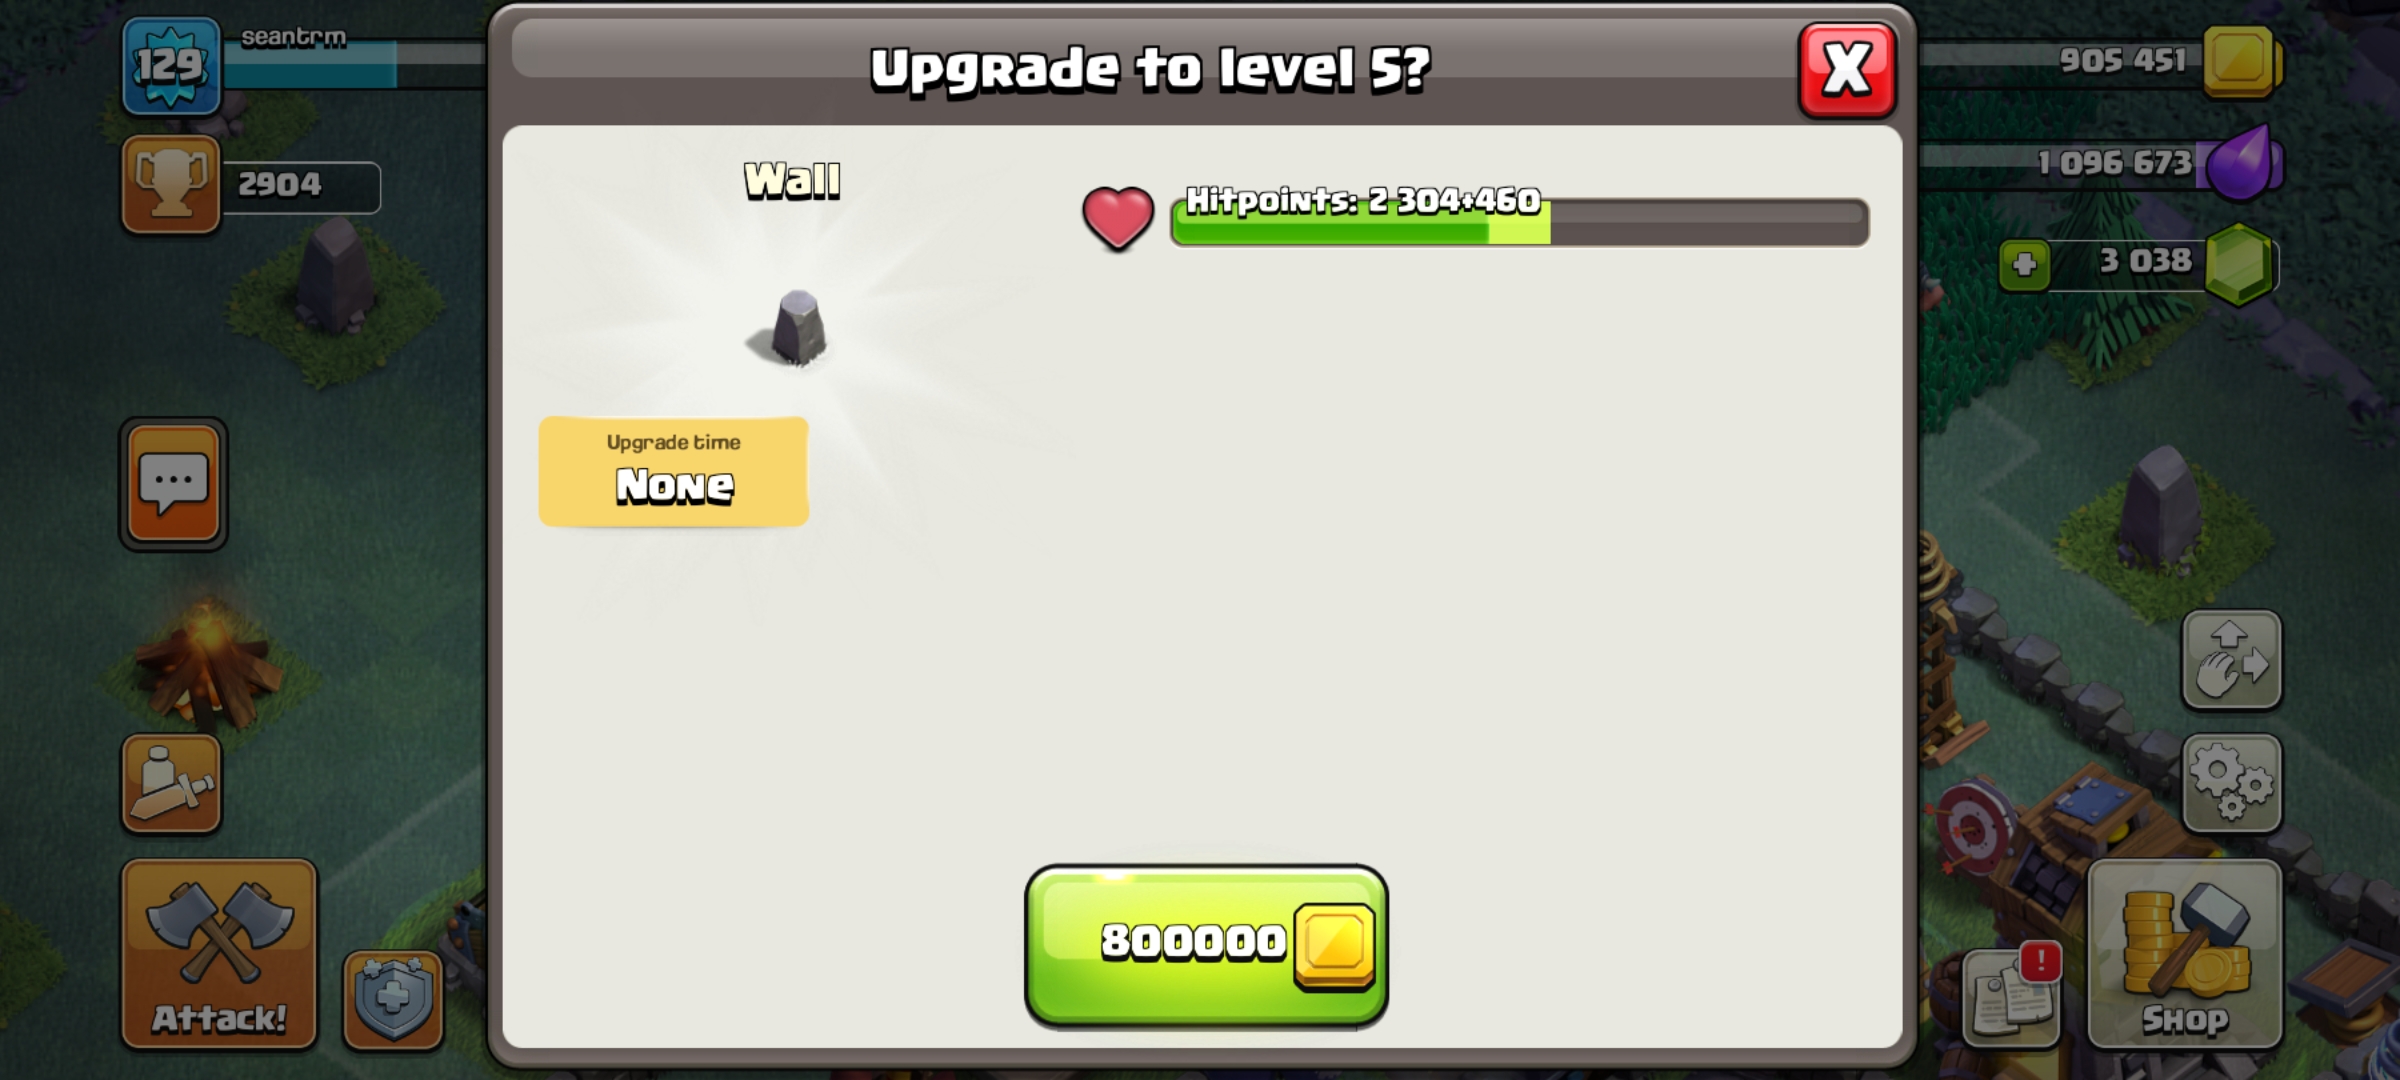 129
seantrm
2904
Upgrade to level 5?
X
905 451
1 096 673
3 038
Wall
Hitpoints: 2 304+460
Upgrade time
None
800000
Attack!
!
Shop